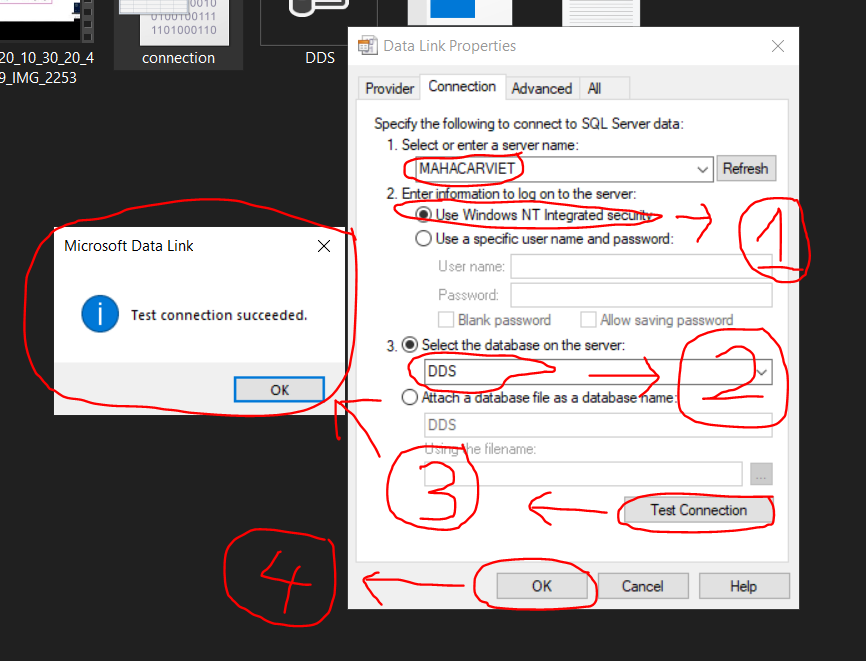 20_10_30_20_4
9_IMG_2253
0010
0100100111
1101000110
connection
DDS
Data Link Properties
Provider Connection Advanced All
Specify the following to connect to SQL Server data:
1. Select or enter a server name:
MAHACARVIET Refresh
2. Enter information to log on to the server:
Use Windows NT Integrated security
1
Use a specific user name and password:
User name:
Password:
Blank password Allow saving password
3. Select the database on the server:
DDS
2
Attach a database file as a database name:
DDS
Using the filename:
...
3
Test Connection
4
OK Cancel Help
Microsoft Data Link
i
Test connection succeeded.
OK